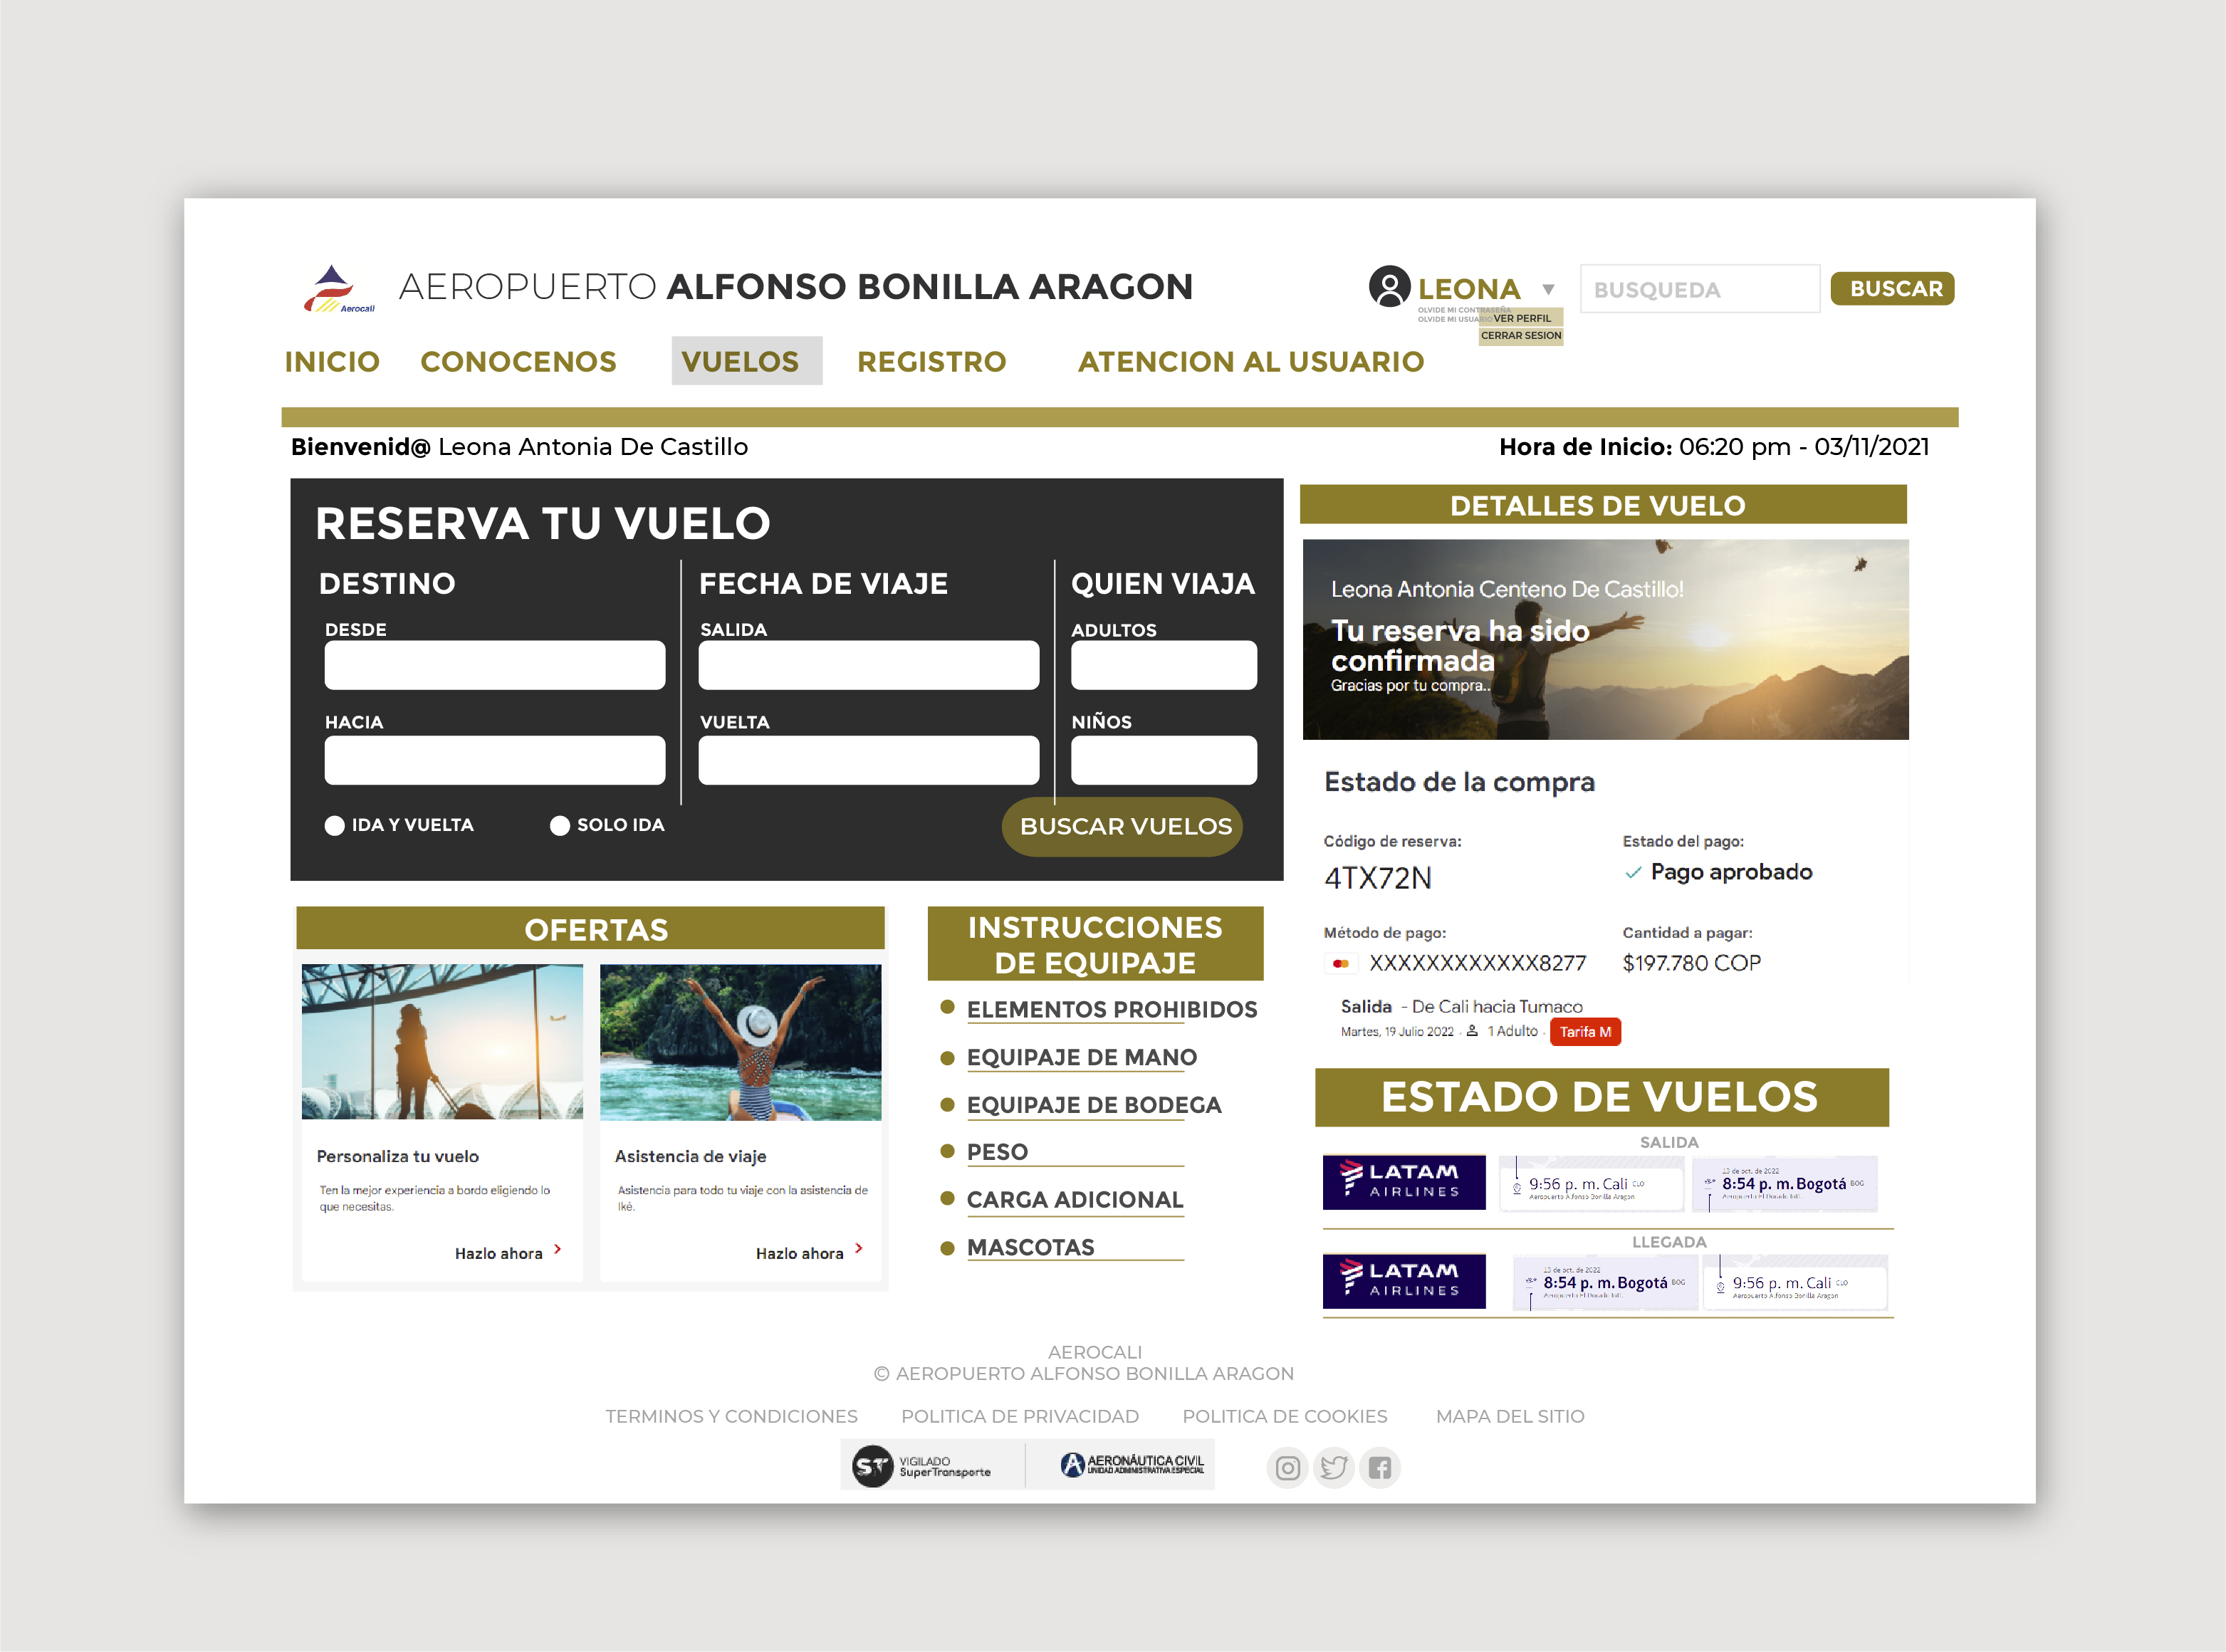 Aerocali
AEROPUERTO ALFONSO BONILLA ARAGON
LEONA
BUSQUEDA
BUSCAR
OLVIDE MI CONTRASEÑA
OLVIDE MI USUARIO
VER PERFIL
CERRAR SESION
INICIO
CONOCENOS
VUELOS
REGISTRO
ATENCION AL USUARIO
Bienvenid@ Leona Antonia De Castillo
Hora de Inicio: 06:20 pm - 03/11/2021
RESERVA TU VUELO
DESTINO
DESDE
HACIA
IDA Y VUELTA
SOLO IDA
FECHA DE VIAJE
SALIDA
VUELTA
QUIEN VIAJA
ADULTOS
NIÑOS
BUSCAR VUELOS
DETALLES DE VUELO
Leona Antonia Centeno De Castillo!
Tu reserva ha sido
confirmada
Gracias por tu compra..
Estado de la compra
Código de reserva:
4TX72N
Estado del pago:
Pago aprobado
Método de pago:
XXXXXXXXXXXX8277
Cantidad a pagar:
$197.780 COP
Salida - De Cali hacia Tumaco
Martes, 19 Julio 2022 · 1 Adulto · Tarifa M
OFERTAS
Personaliza tu vuelo
Ten la mejor experiencia a bordo eligiendo lo
que necesitas.
Hazlo ahora
Asistencia de viaje
Asistencia para todo tu viaje con la asistencia de
Iké.
Hazlo ahora
INSTRUCCIONES
DE EQUIPAJE
ELEMENTOS PROHIBIDOS
EQUIPAJE DE MANO
EQUIPAJE DE BODEGA
PESO
CARGA ADICIONAL
MASCOTAS
ESTADO DE VUELOS
SALIDA
LATAM
AIRLINES
9:56 p. m. Cali CLO
Aeropuerto Alfonso Bonilla Aragon
13 de oct. de 2022
8:54 p. m. Bogotá BOG
Aeropuerto El Dorado Intl.
LLEGADA
LATAM
AIRLINES
13 de oct. de 2022
8:54 p. m. Bogotá BOG
Aeropuerto El Dorado Intl.
9:56 p. m. Cali CLO
Aeropuerto Alfonso Bonilla Aragon
AEROCALI
© AEROPUERTO ALFONSO BONILLA ARAGON
TERMINOS Y CONDICIONES
POLITICA DE PRIVACIDAD
POLITICA DE COOKIES
MAPA DEL SITIO
ST
VIGILADO
SuperTransporte
AERONÁUTICA CIVIL
UNIDAD ADMINISTRATIVA ESPECIAL